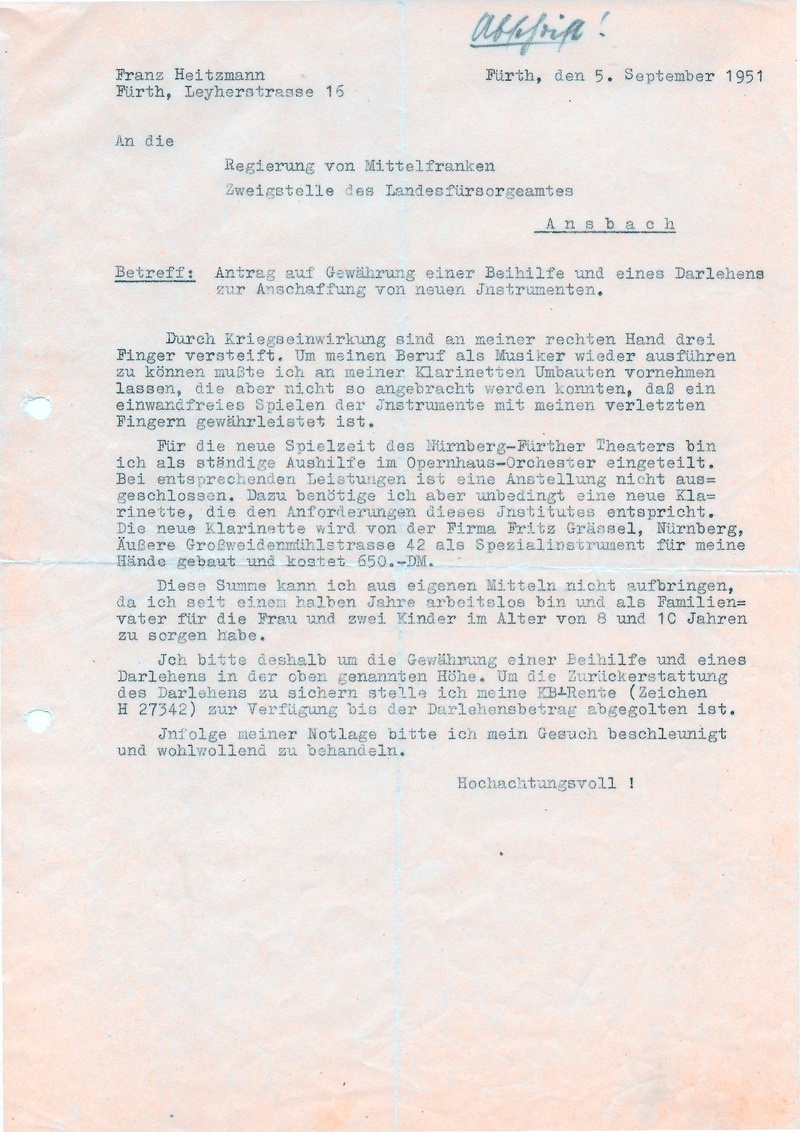 Abschrift!
Franz Heitzmann Fürth, den 5. September 1951
Fürth, Leyherstrasse 16
An die
Regierung von Mittelfranken
Zweigstelle des Landesfürsorgeamtes
A n s b a c h
Betreff: Antrag auf Gewährung einer Beihilfe und eines Darlehens
zur Anschaffung von neuen Jnstrumenten.
Durch Kriegseinwirkung sind an meiner rechten Hand drei
Finger versteift. Um meinen Beruf als Musiker wieder ausführen
zu können mußte ich an meiner Klarinetten Umbauten vornehmen
lassen, die aber nicht so angebracht werden konnten, daß ein
einwandfreies Spielen der Jnstrumente mit meinen verletzten
Fingern gewährleistet ist.
Für die neue Spielzeit des Nürnberg-Fürther Theaters bin
ich als ständige Aushilfe im Opernhaus-Orchester eingeteilt.
Bei entsprechenden Leistungen ist eine Anstellung nicht aus=
geschlossen. Dazu benötige ich aber unbedingt eine neue Kla=
rinette, die den Anforderungen dieses Jnstitutes entspricht.
Die neue Klarinette wird von der Firma Fritz Grässel, Nürnberg,
Äußere Großweidenmühlstrasse 42 als Spezialinstrument für meine
Hände gebaut und kostet 650.-DM.
Diese Summe kann ich aus eigenen Mitteln nicht aufbringen,
da ich seit einem halben Jahre arbeitslos bin und als Familien=
vater für die Frau und zwei Kinder im Alter von 8 und 10 Jahren
zu sorgen habe.
Jch bitte deshalb um die Gewährung einer Beihilfe und eines
Darlehens in der oben genannten Höhe. Um die Zurückerstattung
des Darlehens zu sichern stelle ich meine KB-Rente (Zeichen
H 27342) zur Verfügung bis der Darlehensbetrag abgegolten ist.
Jnfolge meiner Notlage bitte ich mein Gesuch beschleunigt
und wohlwollend zu behandeln.
Hochachtungsvoll !